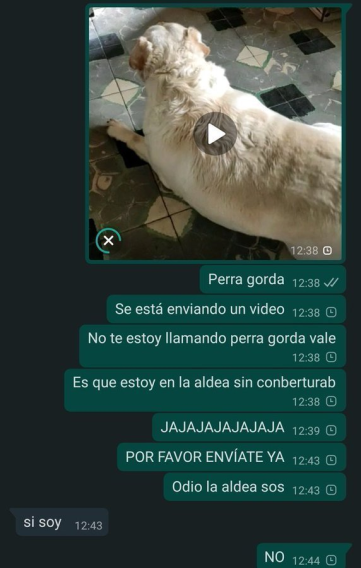 12:38
Perra gorda 12:38
Se está enviando un video 12:38
No te estoy llamando perra gorda vale
12:38
Es que estoy en la aldea sin conberturab
12:38
JAJAJAJAJAJAJA 12:39
POR FAVOR ENVÍATE YA 12:43
Odio la aldea sos 12:43
si soy 12:43
NO 12:44